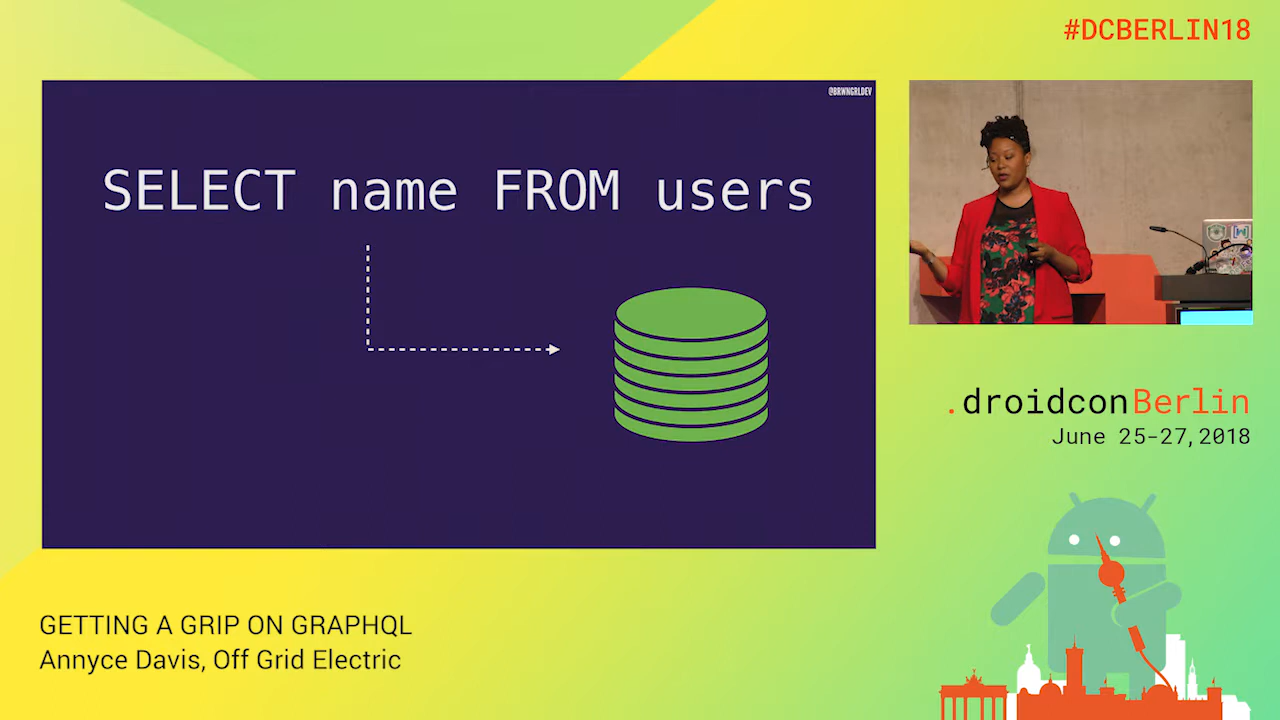 #DCBERLIN18
@BRWNGRLDEV
SELECT name FROM users
.droidconBerlin
June 25-27, 2018
GETTING A GRIP ON GRAPHQL
Annyce Davis, Off Grid Electric